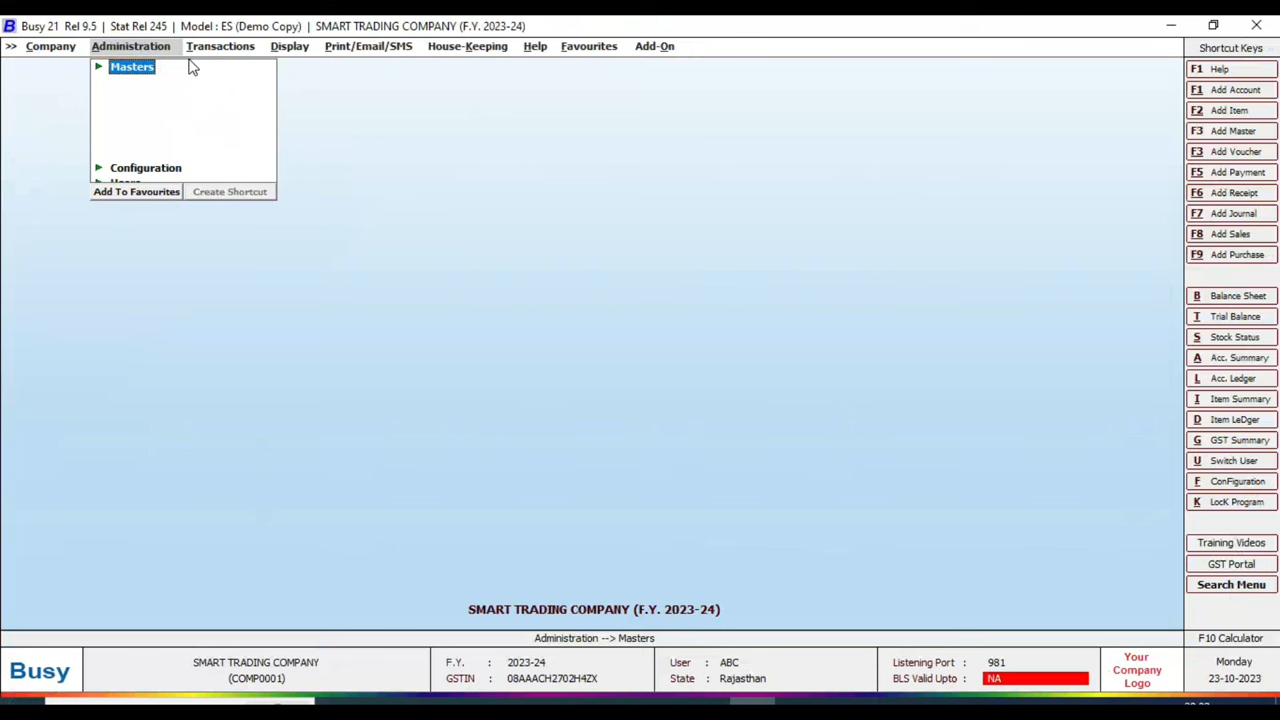 Busy 21 Rel 9.5 | Stat Rel 245 | Model : ES (Demo Copy) | SMART TRADING COMPANY (F.Y. 2023-24)
>> Company Administration Transactions Display Print/Email/SMS House-Keeping Help Favourites Add-On
Masters
Configuration
Add To Favourites Create Shortcut
Shortcut Keys
F1 Help
F1 Add Account
F2 Add Item
F3 Add Master
F3 Add Voucher
F5 Add Payment
F6 Add Receipt
F7 Add Journal
F8 Add Sales
F9 Add Purchase
B Balance Sheet
T Trial Balance
S Stock Status
A Acc. Summary
L Acc. Ledger
I Item Summary
D Item LeDger
G GST Summary
U Switch User
F ConFiguration
K LocK Program
Training Videos
GST Portal
Search Menu
SMART TRADING COMPANY (F.Y. 2023-24)
Administration --> Masters
F10 Calculator
Busy
SMART TRADING COMPANY
(COMP0001)
F.Y. : 2023-24
GSTIN : 08AAACH2702H4ZX
User : ABC
State : Rajasthan
Listening Port : 981
BLS Valid Upto : NA
Your
Company
Logo
Monday
23-10-2023